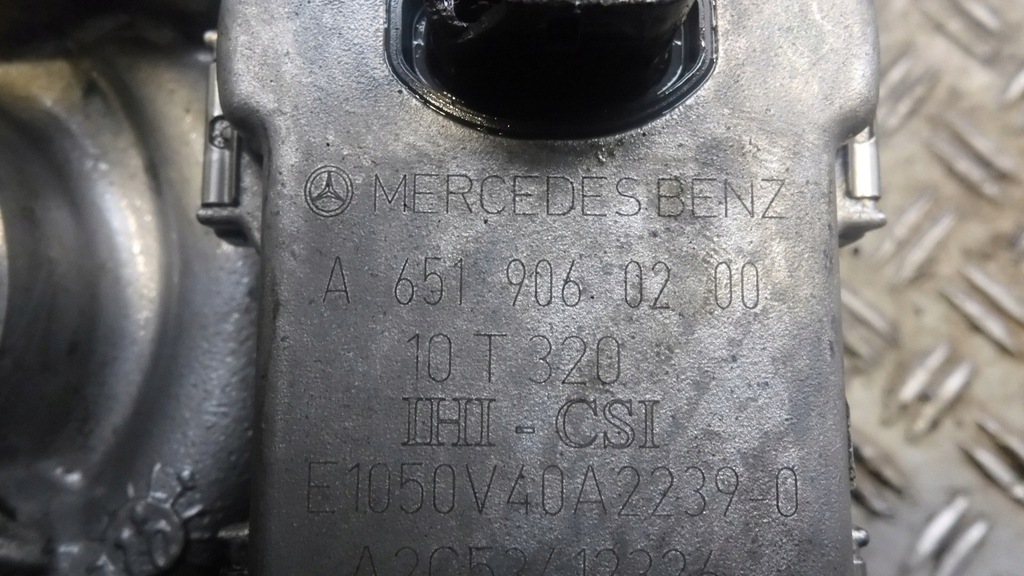 MERCEDES BENZ
A 651 906 02 00
10 T 320
IHI - CSI
E1050V40A2239-0